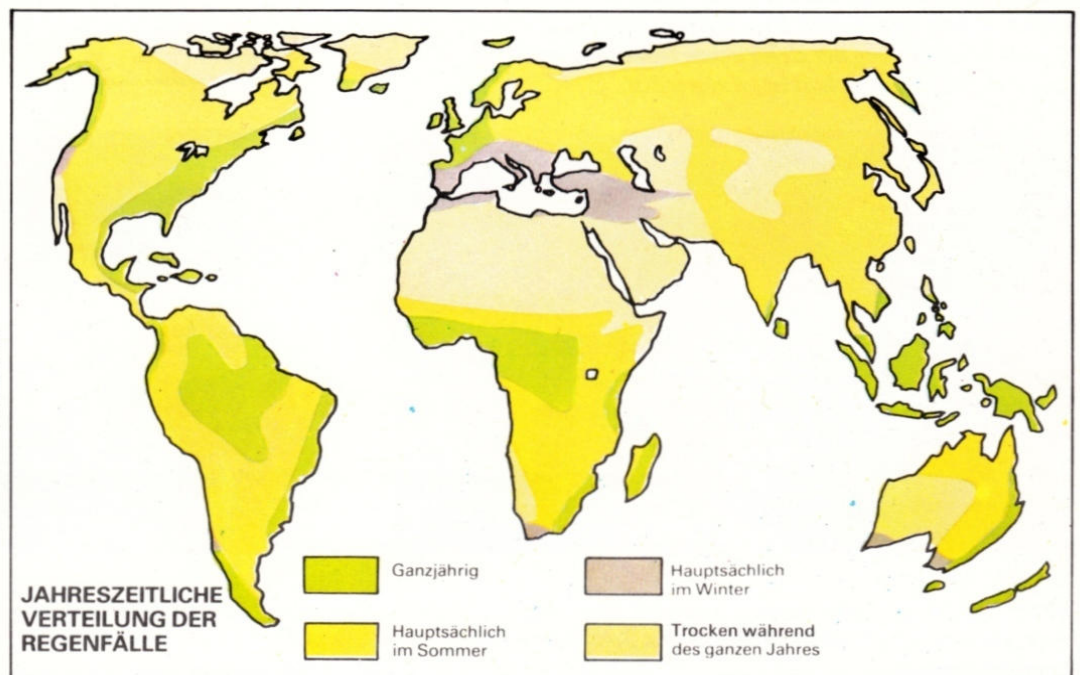 JAHRESZEITLICHE
VERTEILUNG DER
REGENFÄLLE
Ganzjährig
Hauptsächlich
im Sommer
Hauptsächlich
im Winter
Trocken während
des ganzen Jahres